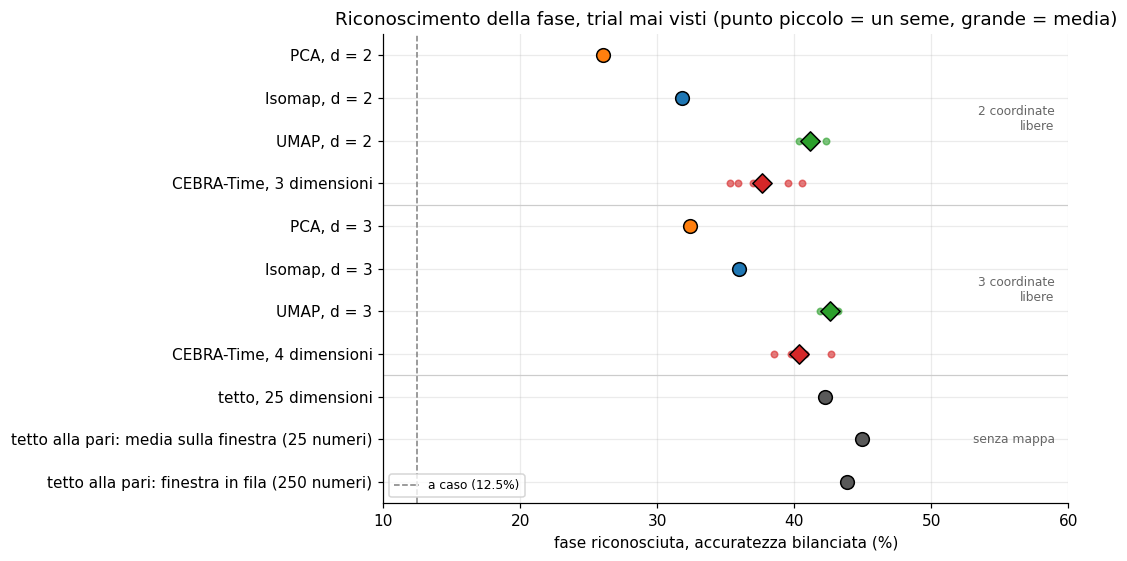 Riconoscimento della fase, trial mai visti (punto piccolo = un seme, grande = media)
PCA, d = 2
Isomap, d = 2
2 coordinate
libere
UMAP, d = 2
CEBRA-Time, 3 dimensioni
PCA, d = 3
Isomap, d = 3
3 coordinate
libere
UMAP, d = 3
CEBRA-Time, 4 dimensioni
tetto, 25 dimensioni
tetto alla pari: media sulla finestra (25 numeri)
senza mappa
tetto alla pari: finestra in fila (250 numeri)
a caso (12.5%)
10 20 30 40 50 60
fase riconosciuta, accuratezza bilanciata (%)